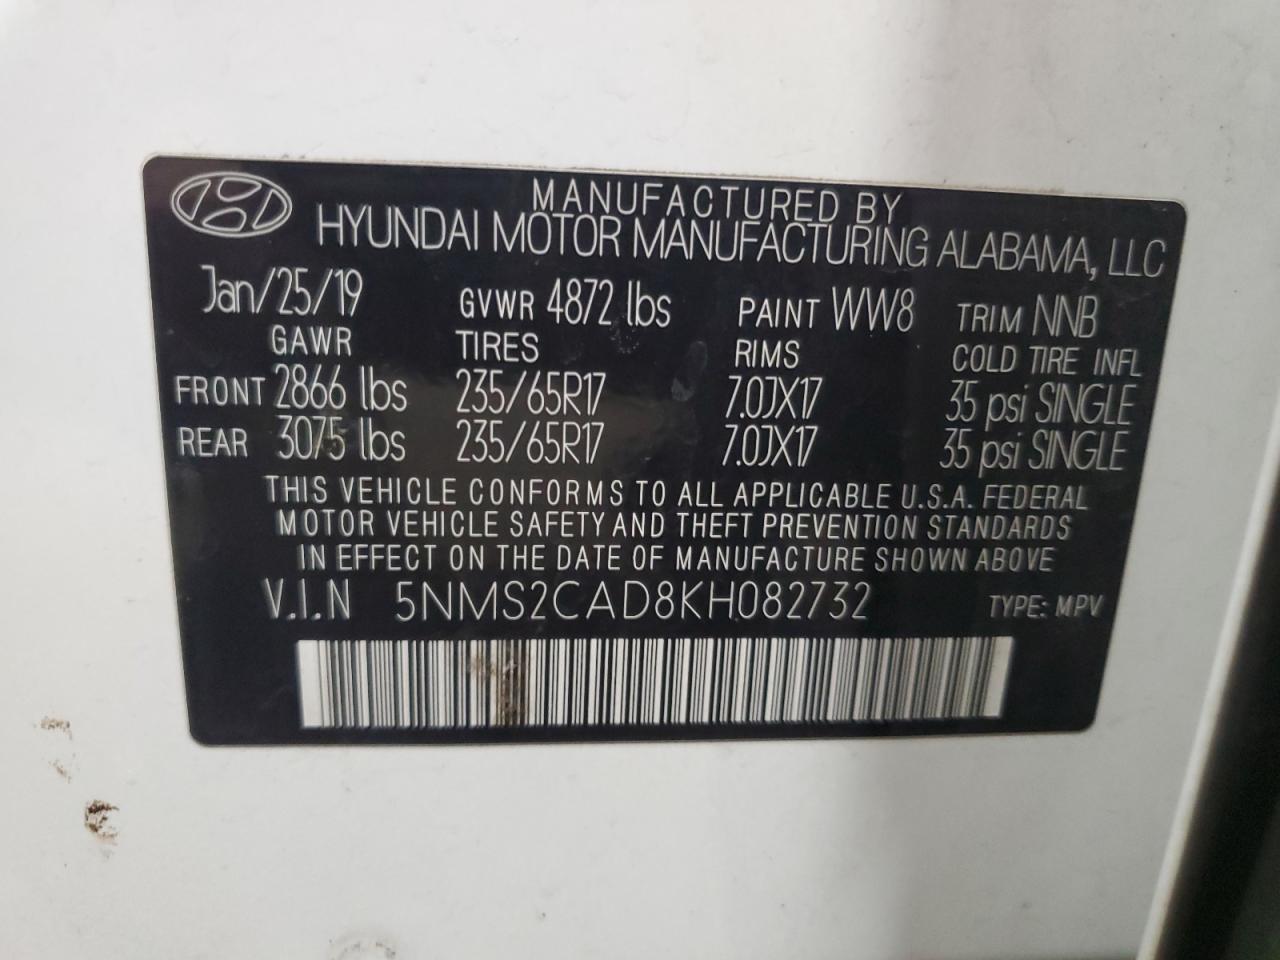 MANUFACTURED BY
HYUNDAI MOTOR MANUFACTURING ALABAMA, LLC
Jan/25/19 GVWR 4872 lbs PAINT WW8 TRIM NNB
GAWR TIRES RIMS COLD TIRE INFL
FRONT 2866 lbs 235/65R17 7.0JX17 35 psi SINGLE
REAR 3075 lbs 235/65R17 7.0JX17 35 psi SINGLE
THIS VEHICLE CONFORMS TO ALL APPLICABLE U.S.A. FEDERAL
MOTOR VEHICLE SAFETY AND THEFT PREVENTION STANDARDS
IN EFFECT ON THE DATE OF MANUFACTURE SHOWN ABOVE
V.I.N 5NMS2CAD8KH082732 TYPE: MPV